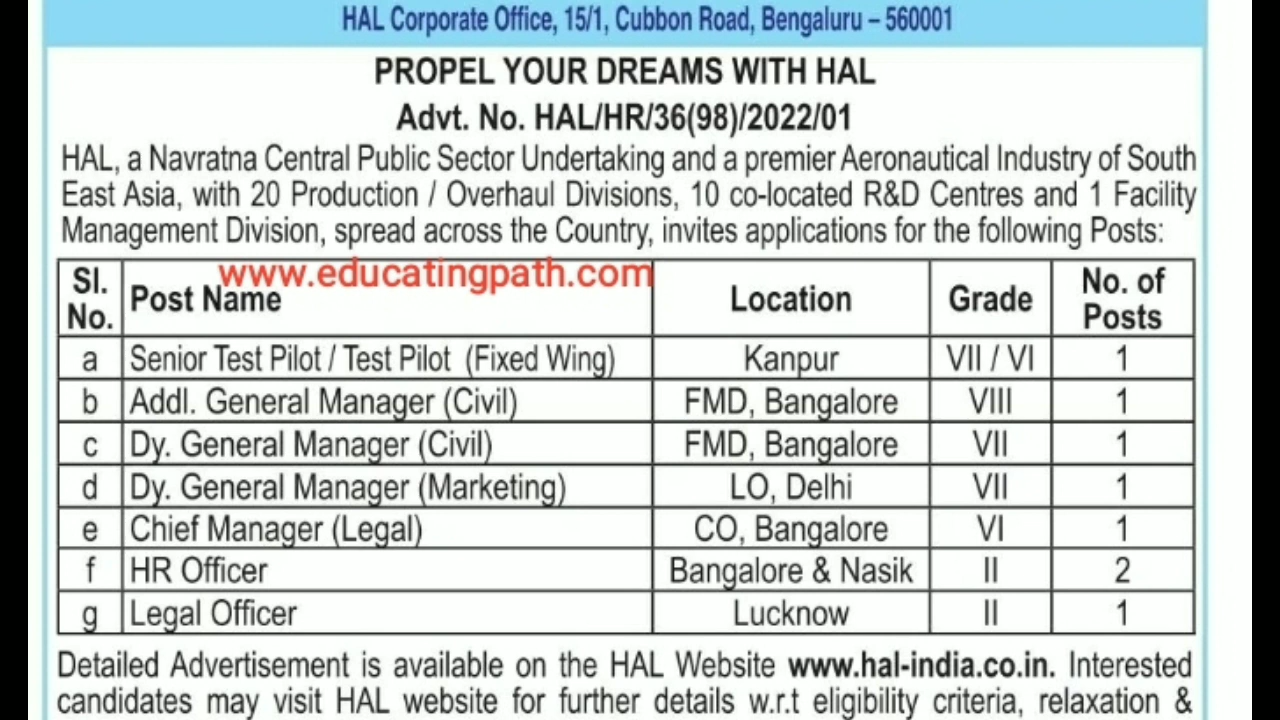 HAL Corporate Office, 15/1, Cubbon Road, Bengaluru – 560001
PROPEL YOUR DREAMS WITH HAL
Advt. No. HAL/HR/36(98)/2022/01
HAL, a Navratna Central Public Sector Undertaking and a premier Aeronautical Industry of South
East Asia, with 20 Production / Overhaul Divisions, 10 co-located R&D Centres and 1 Facility
Management Division, spread across the Country, invites applications for the following Posts:
www.educatingpath.com
Sl. No. Post Name Location Grade No. of Posts
a Senior Test Pilot / Test Pilot (Fixed Wing) Kanpur VII / VI 1
b Addl. General Manager (Civil) FMD, Bangalore VIII 1
c Dy. General Manager (Civil) FMD, Bangalore VII 1
d Dy. General Manager (Marketing) LO, Delhi VII 1
e Chief Manager (Legal) CO, Bangalore VI 1
f HR Officer Bangalore & Nasik II 2
g Legal Officer Lucknow II 1
Detailed Advertisement is available on the HAL Website www.hal-india.co.in. Interested
candidates may visit HAL website for further details w.r.t eligibility criteria, relaxation &